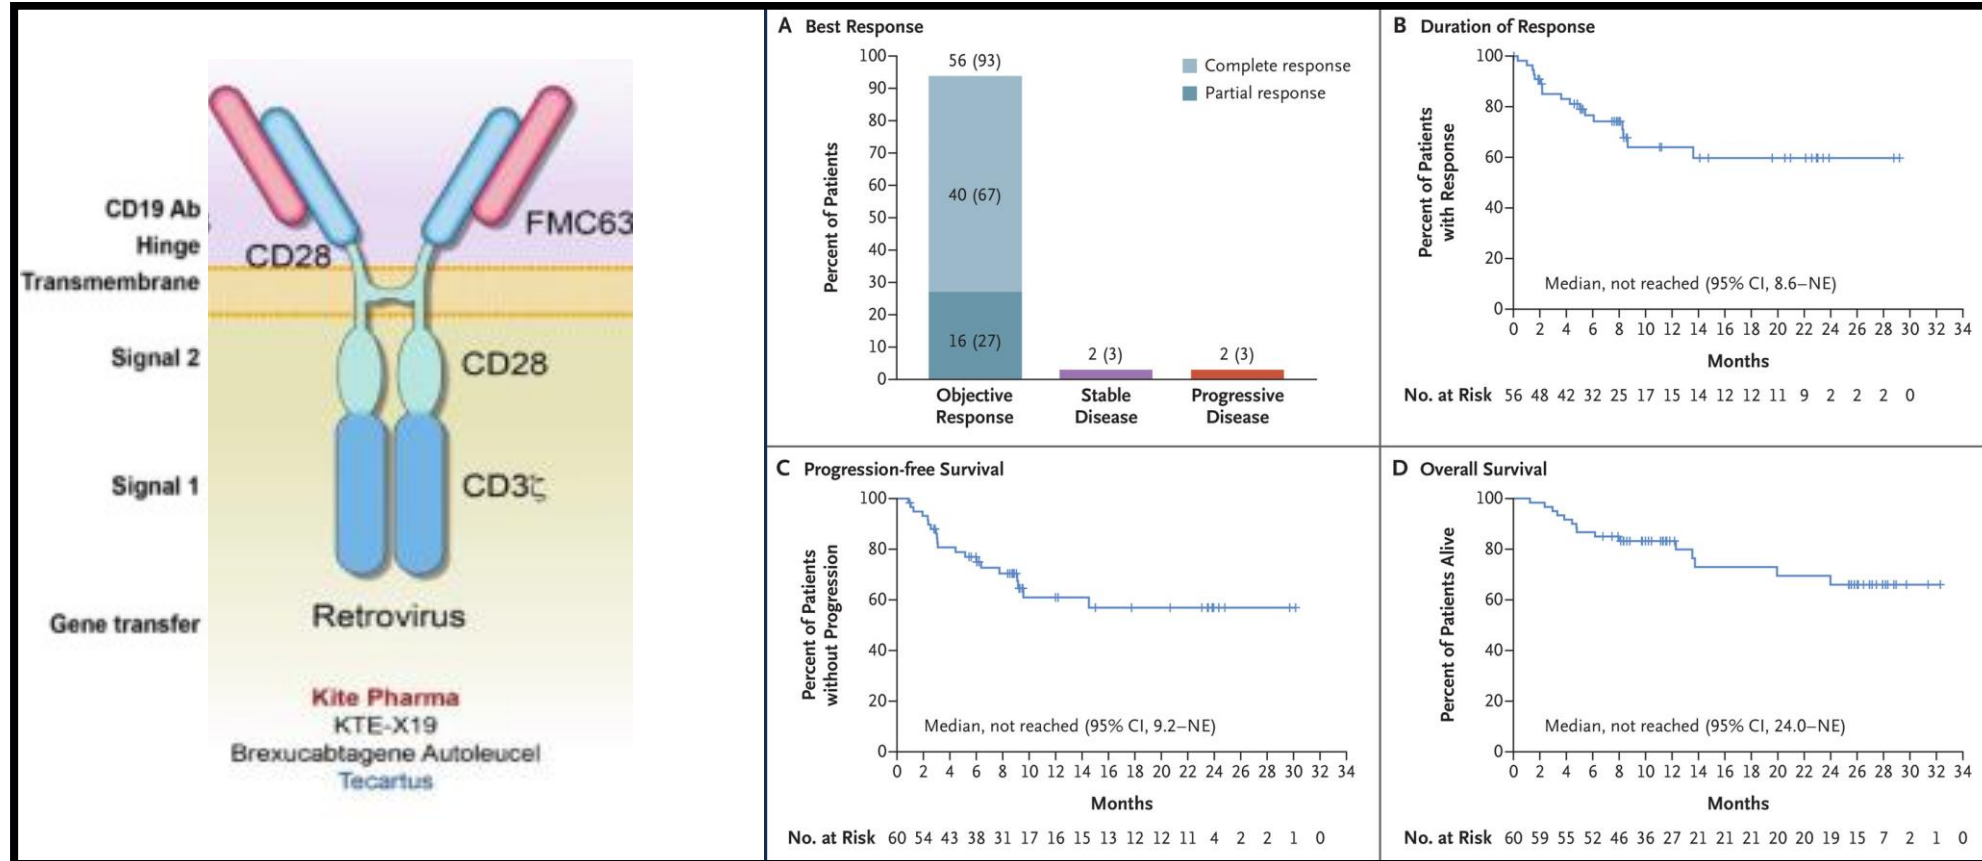 CD19 Ab
Hinge
Transmembrane
Signal 2
Signal 1
Gene transfer
CD28
FMC63
CD28
CD3ζ
Retrovirus
Kite Pharma
KTE-X19
Brexucabtagene Autoleucel
Tecartus
A Best Response
Percent of Patients
100
90
80
70
60
50
40
30
20
10
0
56 (93)
40 (67)
16 (27)
2 (3)
2 (3)
Complete response
Partial response
Objective
Response
Stable
Disease
Progressive
Disease
B Duration of Response
Percent of Patients
with Response
100
80
60
40
20
0
Median, not reached (95% CI, 8.6–NE)
0 2 4 6 8 10 12 14 16 18 20 22 24 26 28 30 32 34
Months
No. at Risk 56 48 42 32 25 17 15 14 12 12 11 9 2 2 2 0
C Progression-free Survival
Percent of Patients
without Progression
100
80
60
40
20
0
Median, not reached (95% CI, 9.2–NE)
0 2 4 6 8 10 12 14 16 18 20 22 24 26 28 30 32 34
Months
No. at Risk 60 54 43 38 31 17 16 15 13 12 12 11 4 2 2 1 0
D Overall Survival
Percent of Patients Alive
100
80
60
40
20
0
Median, not reached (95% CI, 24.0–NE)
0 2 4 6 8 10 12 14 16 18 20 22 24 26 28 30 32 34
Months
No. at Risk 60 59 55 52 46 36 27 21 21 21 20 20 19 15 7 2 1 0